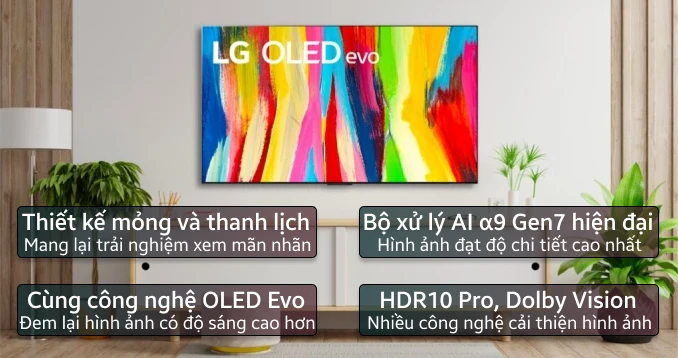 LG OLED evo
Thiết kế mỏng và thanh lịch
Mang lại trải nghiệm xem mãn nhãn
Bộ xử lý AI α9 Gen7 hiện đại
Hình ảnh đạt độ chi tiết cao nhất
Cùng công nghệ OLED Evo
Đem lại hình ảnh có độ sáng cao hơn
HDR10 Pro, Dolby Vision
Nhiều công nghệ cải thiện hình ảnh